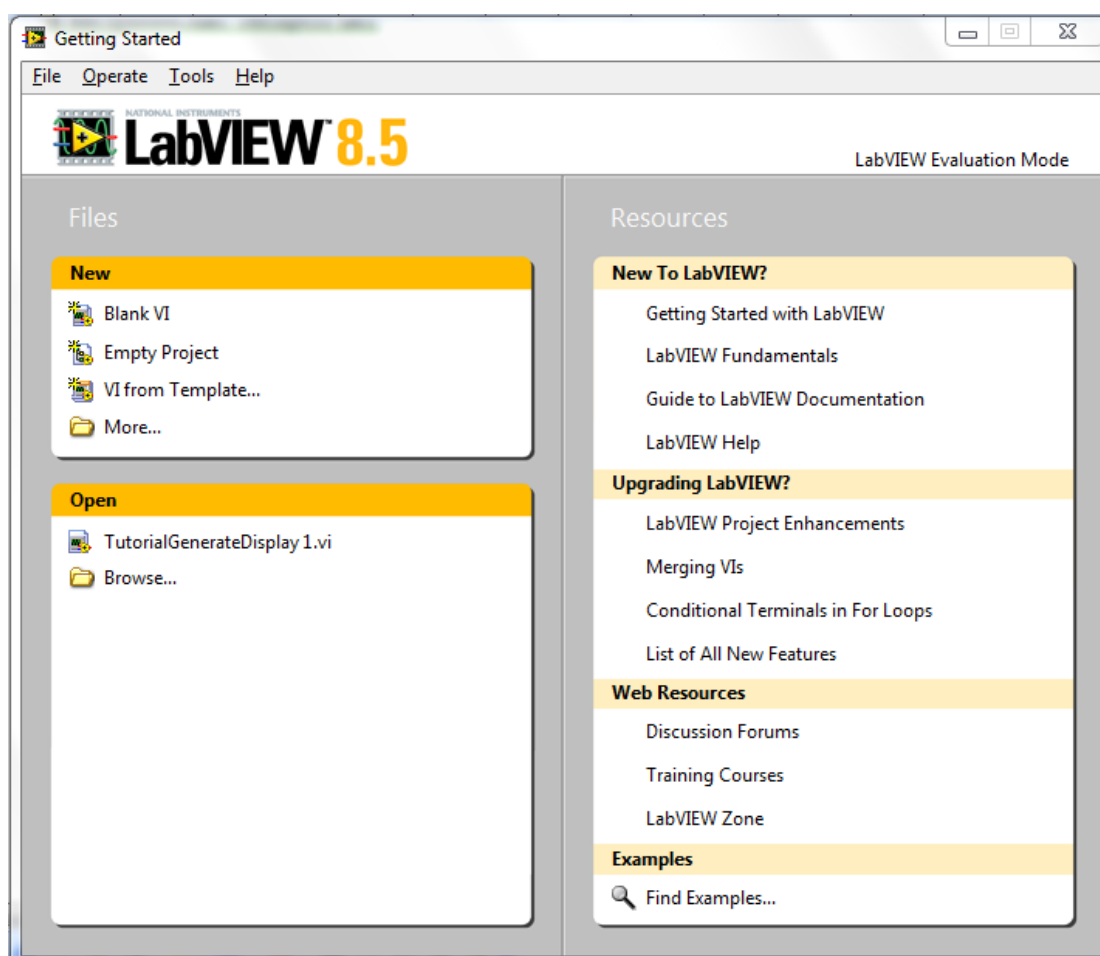 Getting Started
File Operate Tools Help
NATIONAL INSTRUMENTS
LabVIEW™ 8.5
LabVIEW Evaluation Mode
Files
New
Blank VI
Empty Project
VI from Template...
More...
Open
TutorialGenerateDisplay 1.vi
Browse...
Resources
New To LabVIEW?
Getting Started with LabVIEW
LabVIEW Fundamentals
Guide to LabVIEW Documentation
LabVIEW Help
Upgrading LabVIEW?
LabVIEW Project Enhancements
Merging VIs
Conditional Terminals in For Loops
List of All New Features
Web Resources
Discussion Forums
Training Courses
LabVIEW Zone
Examples
Find Examples...